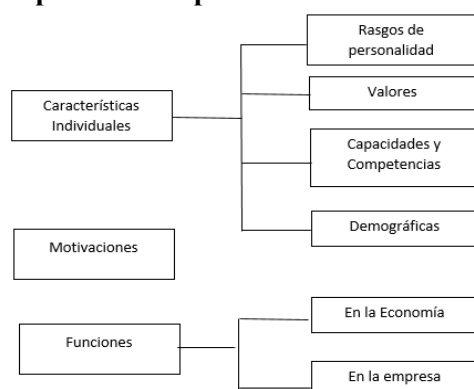 Rasgos de
personalidad
Características
Individuales
Valores
Capacidades y
Competencias
Demográficas
Motivaciones
En la Economía
Funciones
En la empresa